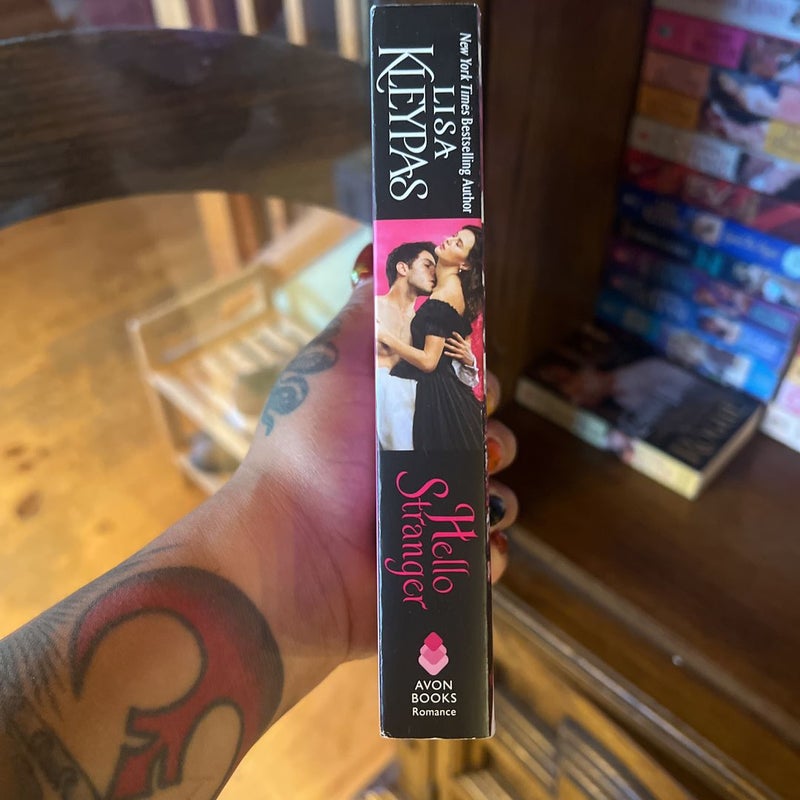 New York Times Bestselling Author
LISA
KLEYPAS
Hello
Stranger
AVON
BOOKS
Romance